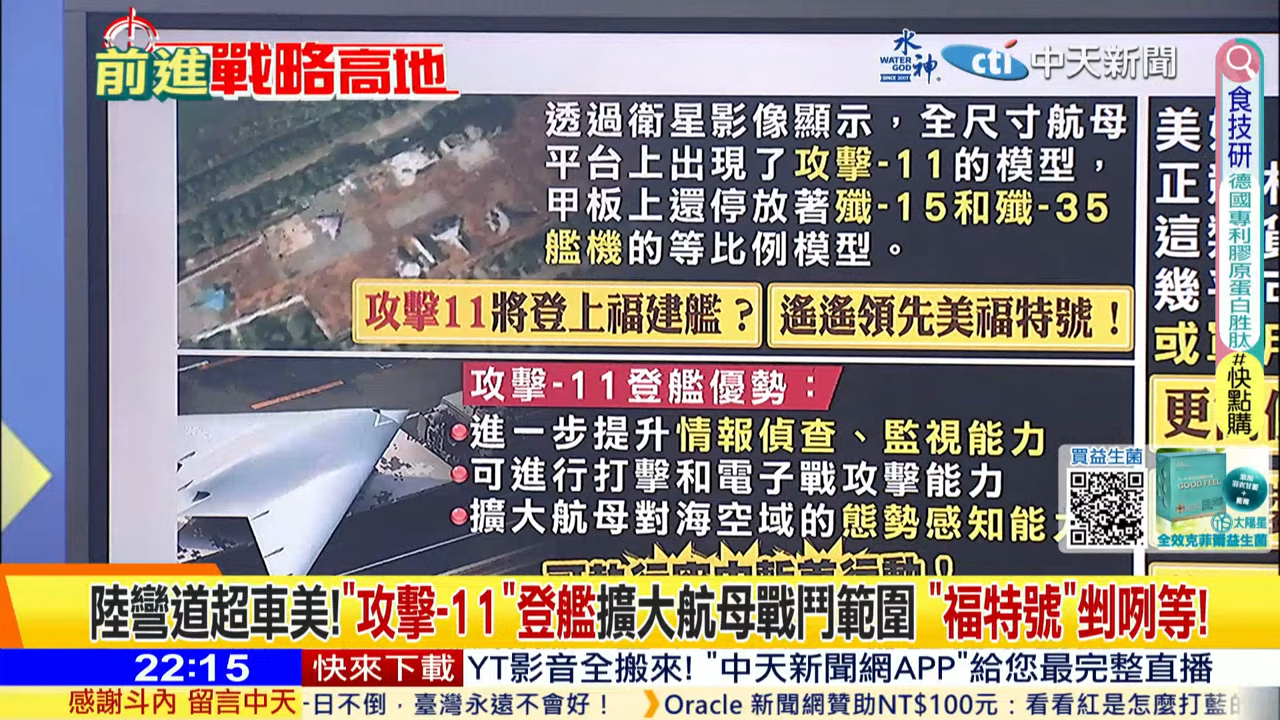 前進戰略高地
水神
WATER GOD
SINCE 2007
cti 中天新聞
透過衛星影像顯示，全尺寸航母
平台上出現了攻擊-11的模型，
甲板上還停放著殲-15和殲-35
艦機的等比例模型。
攻擊11將登上福建艦？
遙遙領先美福特號！
攻擊-11登艦優勢：
進一步提升情報偵查、監視能力
可進行打擊和電子戰攻擊能力
擴大航母對海空域的態勢感知能
美
正
這
幾
或
更
食技研
德國專利膠原蛋白胜肽
#快點購
買益生菌
GOOD FEEL
太陽星
全效克菲爾益生菌
陸彎道超車美!"攻擊-11"登艦擴大航母戰鬥範圍 "福特號"剉咧等!
22:15 快來下載 YT影音全搬來! "中天新聞網APP"給您最完整直播
感謝斗內 留言中天 一日不倒，臺灣永遠不會好！ 》Oracle 新聞網贊助NT$100元：看看紅是怎麼打藍的